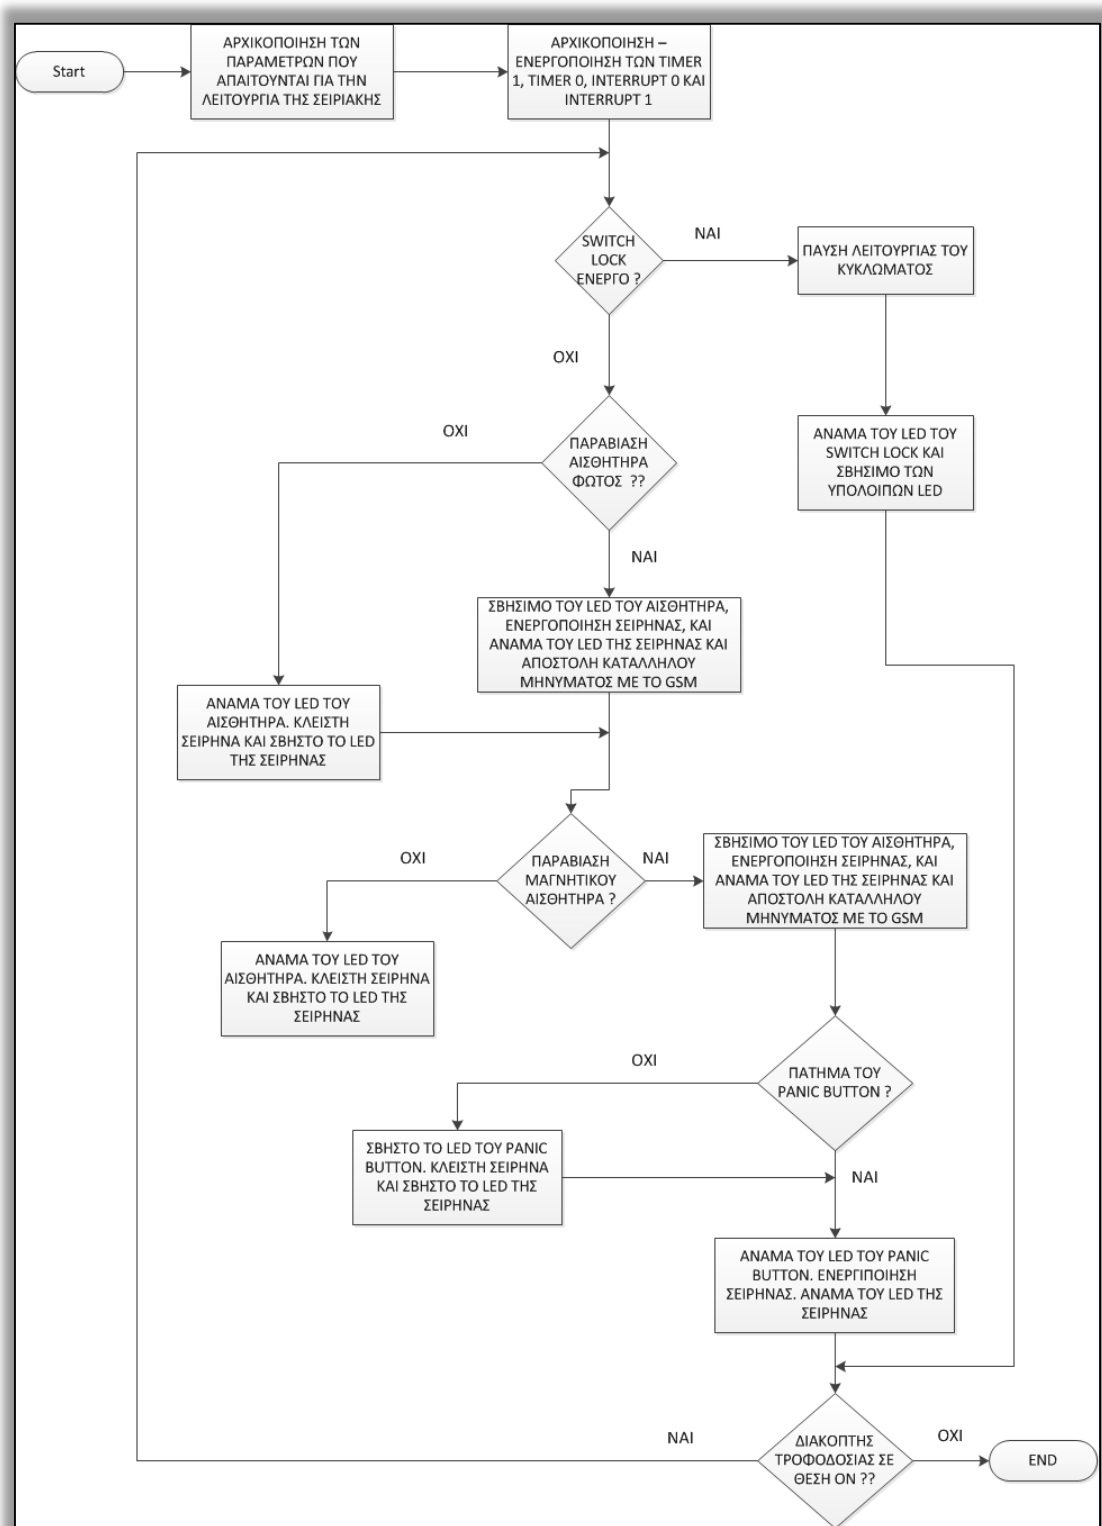 Start
ΑΡΧΙΚΟΠΟΙΗΣΗ ΤΩΝ
ΠΑΡΑΜΕΤΡΩΝ ΠΟΥ
ΑΠΑΙΤΟΥΝΤΑΙ ΓΙΑ ΤΗΝ
ΛΕΙΤΟΥΡΓΙΑ ΤΗΣ ΣΕΙΡΙΑΚΗΣ
ΑΡΧΙΚΟΠΟΙΗΣΗ –
ΕΝΕΡΓΟΠΟΙΗΣΗ ΤΩΝ TIMER
1, TIMER 0, INTERRUPT 0 ΚΑΙ
INTERRUPT 1
SWITCH
LOCK
ΕΝΕΡΓΟ ?
ΝΑΙ
ΠΑΥΣΗ ΛΕΙΤΟΥΡΓΙΑΣ ΤΟΥ
ΚΥΚΛΩΜΑΤΟΣ
ΟΧΙ
ΑΝΑΜΑ ΤΟΥ LED ΤΟΥ
SWITCH LOCK ΚΑΙ
ΣΒΗΣΙΜΟ ΤΩΝ
ΥΠΟΛΟΙΠΩΝ LED
ΟΧΙ
ΠΑΡΑΒΙΑΣΗ
ΑΙΣΘΗΤΗΡΑ
ΦΩΤΟΣ ??
ΝΑΙ
ΣΒΗΣΙΜΟ ΤΟΥ LED ΤΟΥ ΑΙΣΘΗΤΗΡΑ,
ΕΝΕΡΓΟΠΟΙΗΣΗ ΣΕΙΡΗΝΑΣ, ΚΑΙ
ΑΝΑΜΑ ΤΟΥ LED ΤΗΣ ΣΕΙΡΗΝΑΣ ΚΑΙ
ΑΠΟΣΤΟΛΗ ΚΑΤΑΛΛΗΛΟΥ
ΜΗΝΥΜΑΤΟΣ ΜΕ ΤΟ GSM
ΑΝΑΜΑ ΤΟΥ LED ΤΟΥ
ΑΙΣΘΗΤΗΡΑ. ΚΛΕΙΣΤΗ
ΣΕΙΡΗΝΑ ΚΑΙ ΣΒΗΣΤΟ ΤΟ LED
ΤΗΣ ΣΕΙΡΗΝΑΣ
ΟΧΙ
ΠΑΡΑΒΙΑΣΗ
ΜΑΓΝΗΤΙΚΟΥ
ΑΙΣΘΗΤΗΡΑ ?
ΝΑΙ
ΣΒΗΣΙΜΟ ΤΟΥ LED ΤΟΥ ΑΙΣΘΗΤΗΡΑ,
ΕΝΕΡΓΟΠΟΙΗΣΗ ΣΕΙΡΗΝΑΣ, ΚΑΙ
ΑΝΑΜΑ ΤΟΥ LED ΤΗΣ ΣΕΙΡΗΝΑΣ ΚΑΙ
ΑΠΟΣΤΟΛΗ ΚΑΤΑΛΛΗΛΟΥ
ΜΗΝΥΜΑΤΟΣ ΜΕ ΤΟ GSM
ΑΝΑΜΑ ΤΟΥ LED ΤΟΥ
ΑΙΣΘΗΤΗΡΑ. ΚΛΕΙΣΤΗ ΣΕΙΡΗΝΑ
ΚΑΙ ΣΒΗΣΤΟ ΤΟ LED ΤΗΣ
ΣΕΙΡΗΝΑΣ
ΟΧΙ
ΠΑΤΗΜΑ ΤΟΥ
PANIC BUTTON ?
ΣΒΗΣΤΟ ΤΟ LED ΤΟΥ PANIC
BUTTON. ΚΛΕΙΣΤΗ ΣΕΙΡΗΝΑ
ΚΑΙ ΣΒΗΣΤΟ ΤΟ LED ΤΗΣ
ΣΕΙΡΗΝΑΣ
ΝΑΙ
ΑΝΑΜΑ ΤΟΥ LED ΤΟΥ PANIC
BUTTON. ΕΝΕΡΓΙΠΟΙΗΣΗ
ΣΕΙΡΗΝΑΣ. ΑΝΑΜΑ ΤΟΥ LED ΤΗΣ
ΣΕΙΡΗΝΑΣ
ΝΑΙ
ΔΙΑΚΟΠΤΗΣ
ΤΡΟΦΟΔΟΣΙΑΣ ΣΕ
ΘΕΣΗ ON ??
ΟΧΙ
END